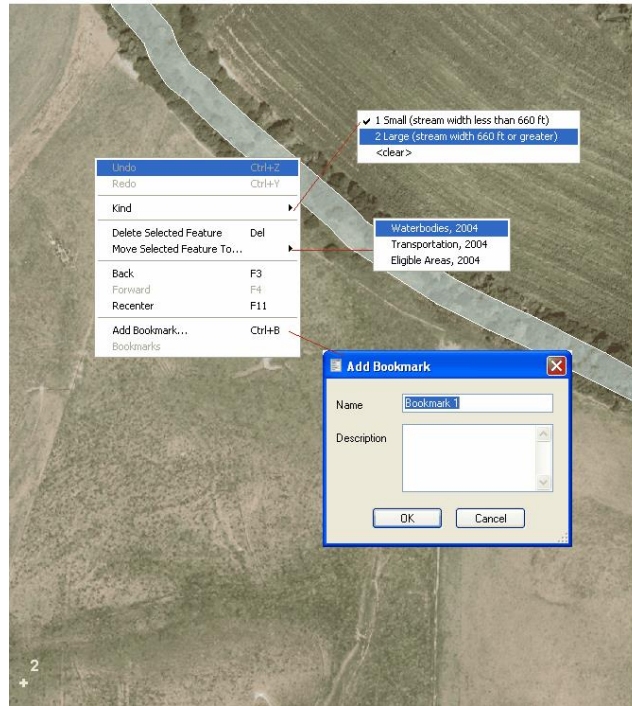 1 Small (stream width less than 660 ft)
2 Large (stream width 660 ft or greater)
<clear>
Undo Ctrl+Z
Redo Ctrl+Y
Kind
Delete Selected Feature Del
Move Selected Feature To...
Waterbodies, 2004
Transportation, 2004
Eligible Areas, 2004
Back F3
Forward F4
Recenter F11
Add Bookmark... Ctrl+B
Bookmarks
Add Bookmark
Name Bookmark 1
Description
OK Cancel
2